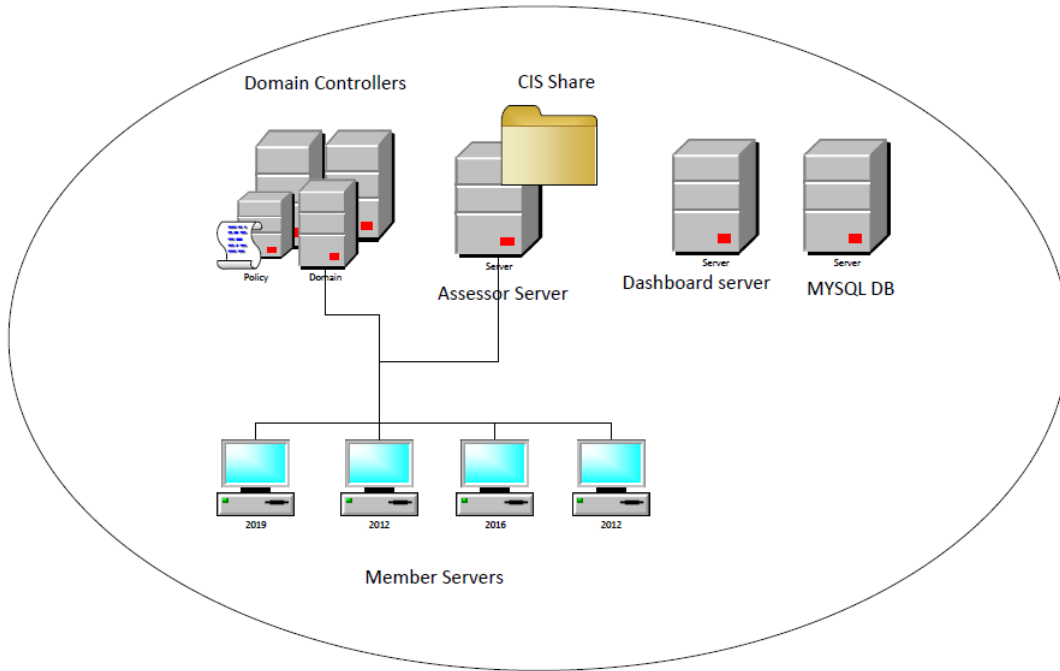 Domain Controllers
CIS Share
Policy
Domain
Server
Assessor Server
Server
Dashboard server
Server
MYSQL DB
2019
2012
2016
2012
Member Servers